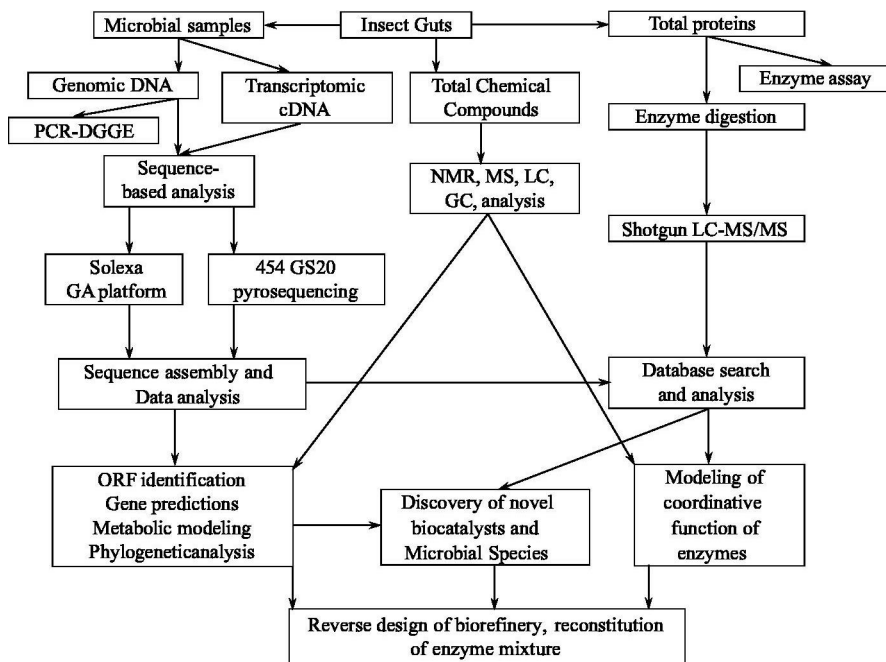 Microbial samples
Insect Guts
Total proteins
Genomic DNA
Transcriptomic
cDNA
Total Chemical
Compounds
Enzyme assay
PCR-DGGE
Enzyme digestion
Sequence-
based analysis
NMR, MS, LC,
GC, analysis
Shotgun LC-MS/MS
Solexa
GA platform
454 GS20
pyrosequencing
Sequence assembly and
Data analysis
Database search
and analysis
ORF identification
Gene predictions
Metabolic modeling
Phylogeneticanalysis
Discovery of novel
biocatalysts and
Microbial Species
Modeling of
coordinative
function of
enzymes
Reverse design of biorefinery, reconstitution
of enzyme mixture